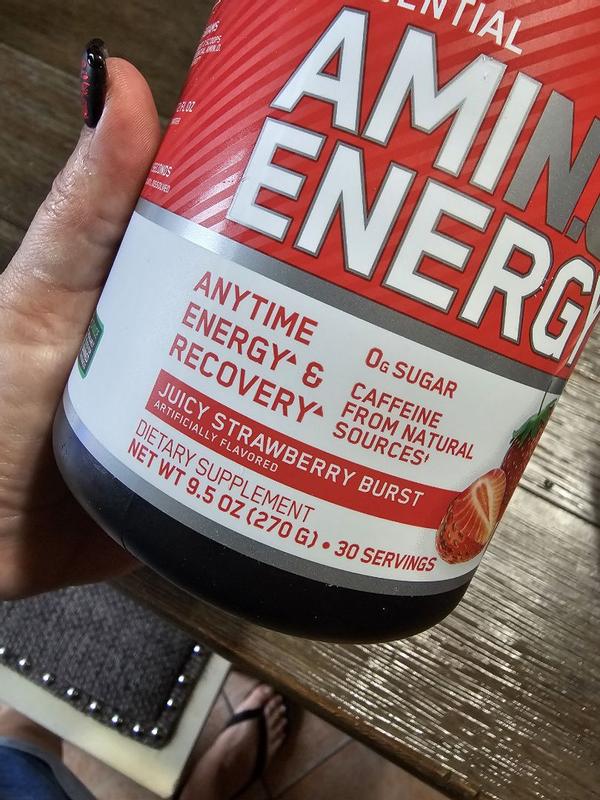 AMIN.
ENERGY
ANYTIME
ENERGY▲ &
RECOVERY▲
0G SUGAR
CAFFEINE
FROM NATURAL
SOURCES†
JUICY STRAWBERRY BURST
ARTIFICIALLY FLAVORED
DIETARY SUPPLEMENT
NET WT 9.5 OZ (270 G) • 30 SERVINGS